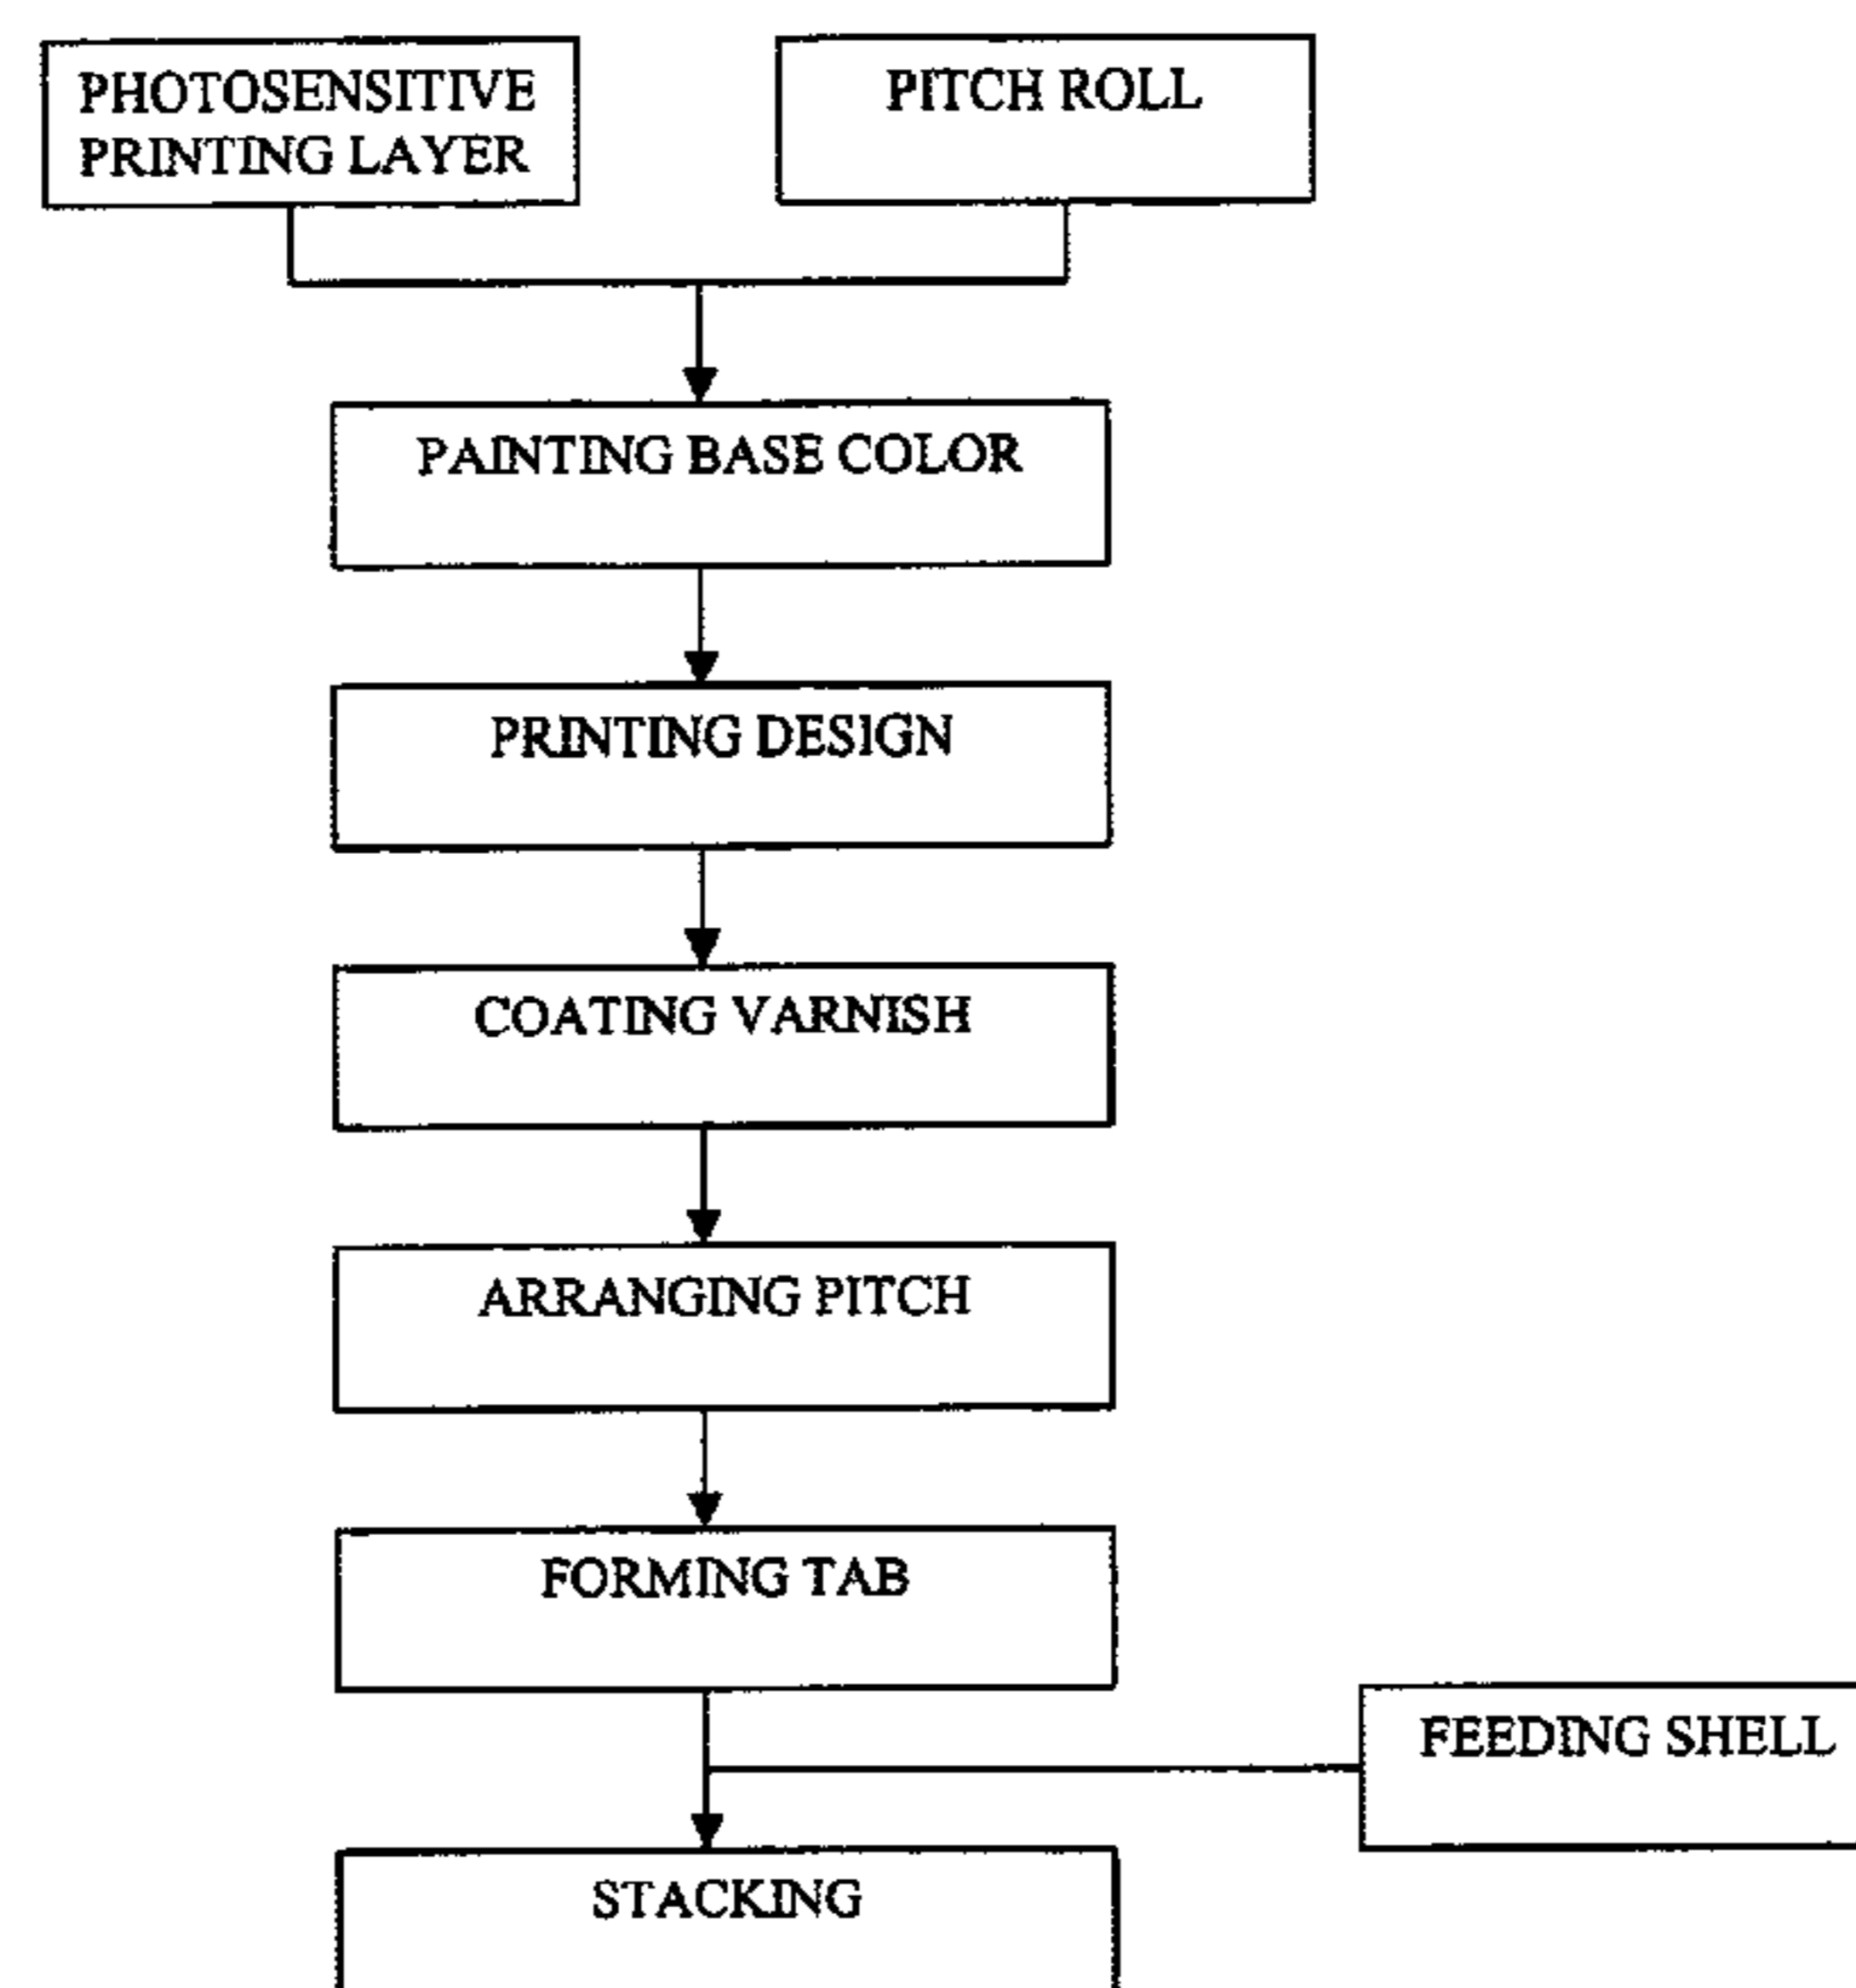 PHOTOSENSITIVE
PRINTING LAYER
PITCH ROLL
PAINTING BASE COLOR
PRINTING DESIGN
COATING VARNISH
ARRANGING PITCH
FORMING TAB
FEEDING SHELL
STACKING